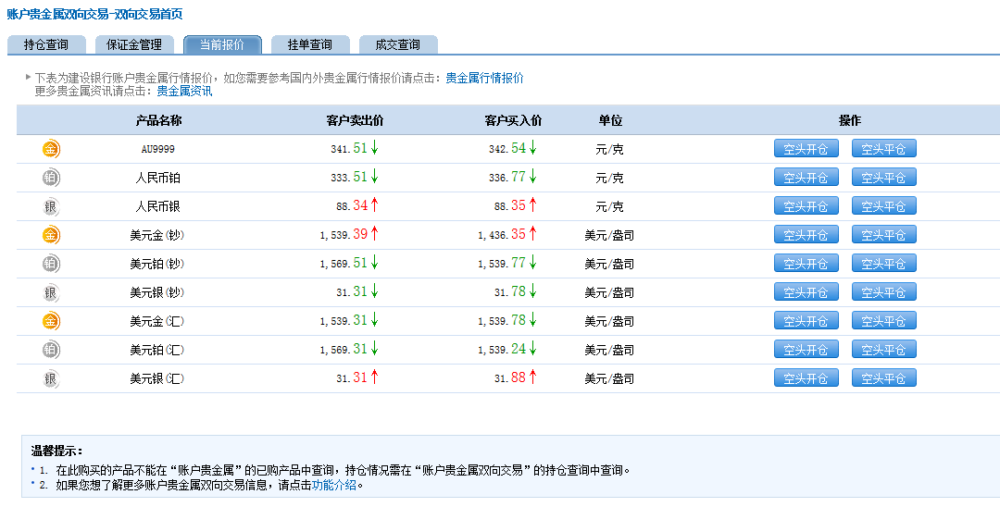 账户贵金属双向交易-双向交易首页
持仓查询 保证金管理 当前报价 挂单查询 成交查询
下表为建设银行账户贵金属行情报价，如您需要参考国内外贵金属行情报价请点击：贵金属行情报价
更多贵金属资讯请点击：贵金属资讯
产品名称 客户卖出价 客户买入价 单位 操作
金 AU9999 341.51↓ 342.54↓ 元/克 空头开仓 空头平仓
铂 人民币铂 333.51↓ 336.77↓ 元/克 空头开仓 空头平仓
银 人民币银 88.34↑ 88.35↑ 元/克 空头开仓 空头平仓
金 美元金(钞) 1,539.39↑ 1,436.35↑ 美元/盎司 空头开仓 空头平仓
铂 美元铂(钞) 1,569.51↓ 1,539.77↓ 美元/盎司 空头开仓 空头平仓
银 美元银(钞) 31.31↓ 31.78↓ 美元/盎司 空头开仓 空头平仓
金 美元金(汇) 1,539.31↓ 1,539.78↓ 美元/盎司 空头开仓 空头平仓
铂 美元铂(汇) 1,569.31↓ 1,539.24↓ 美元/盎司 空头开仓 空头平仓
银 美元银(汇) 31.31↑ 31.88↑ 美元/盎司 空头开仓 空头平仓
温馨提示：
1. 在此购买的产品不能在“账户贵金属”的已购产品中查询，持仓情况需在“账户贵金属双向交易”的持仓查询中查询。
2. 如果您想了解更多账户贵金属双向交易信息，请点击功能介绍。